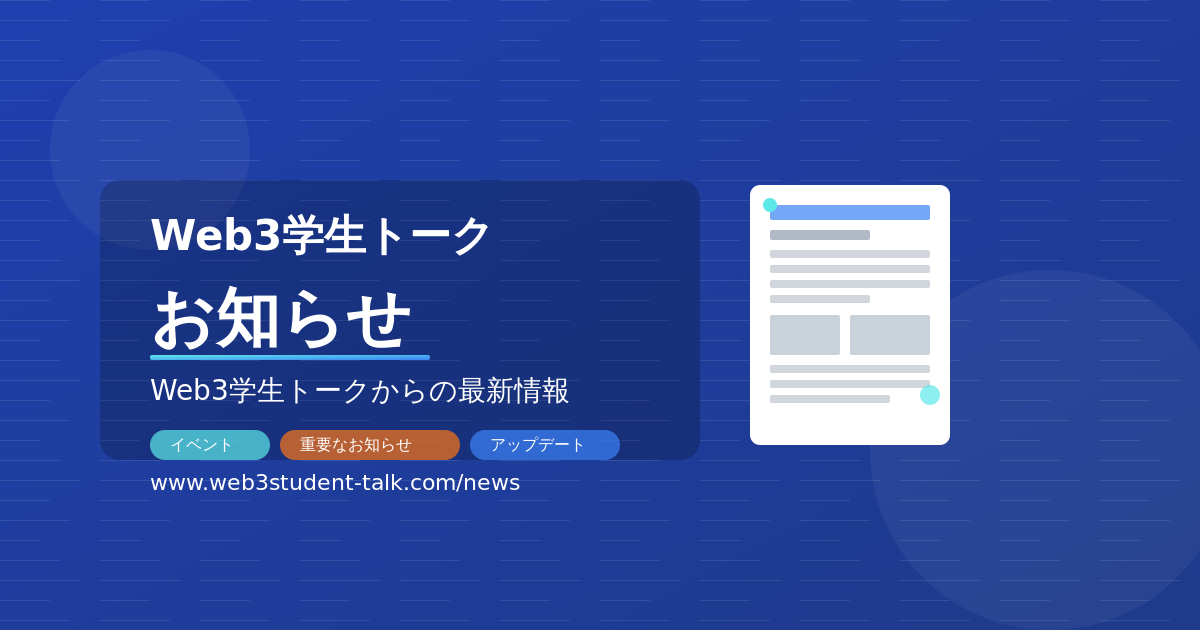 Web3学生トーク
お知らせ
Web3学生トークからの最新情報
イベント 重要なお知らせ アップデート
www.web3student-talk.com/news